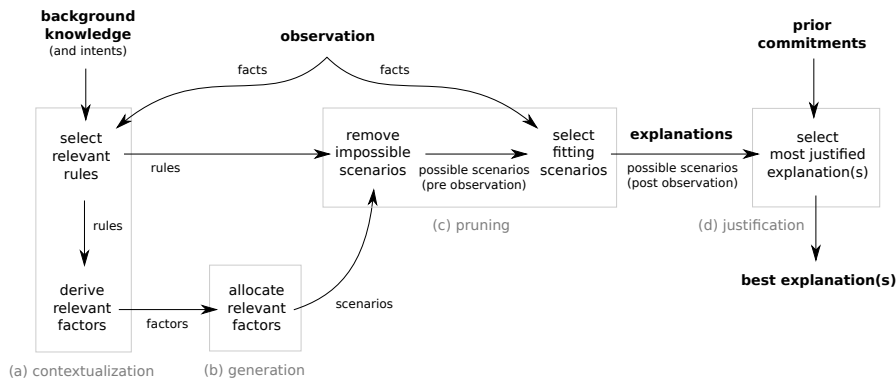 background
knowledge
(and intents)
observation
prior
commitments
facts
facts
select
relevant
rules
rules
remove
impossible
scenarios
possible scenarios
(pre observation)
select
fitting
scenarios
explanations
possible scenarios
(post observation)
select
most justified
explanation(s)
rules
(c) pruning
(d) justification
best explanation(s)
derive
relevant
factors
factors
allocate
relevant
factors
scenarios
(a) contextualization
(b) generation